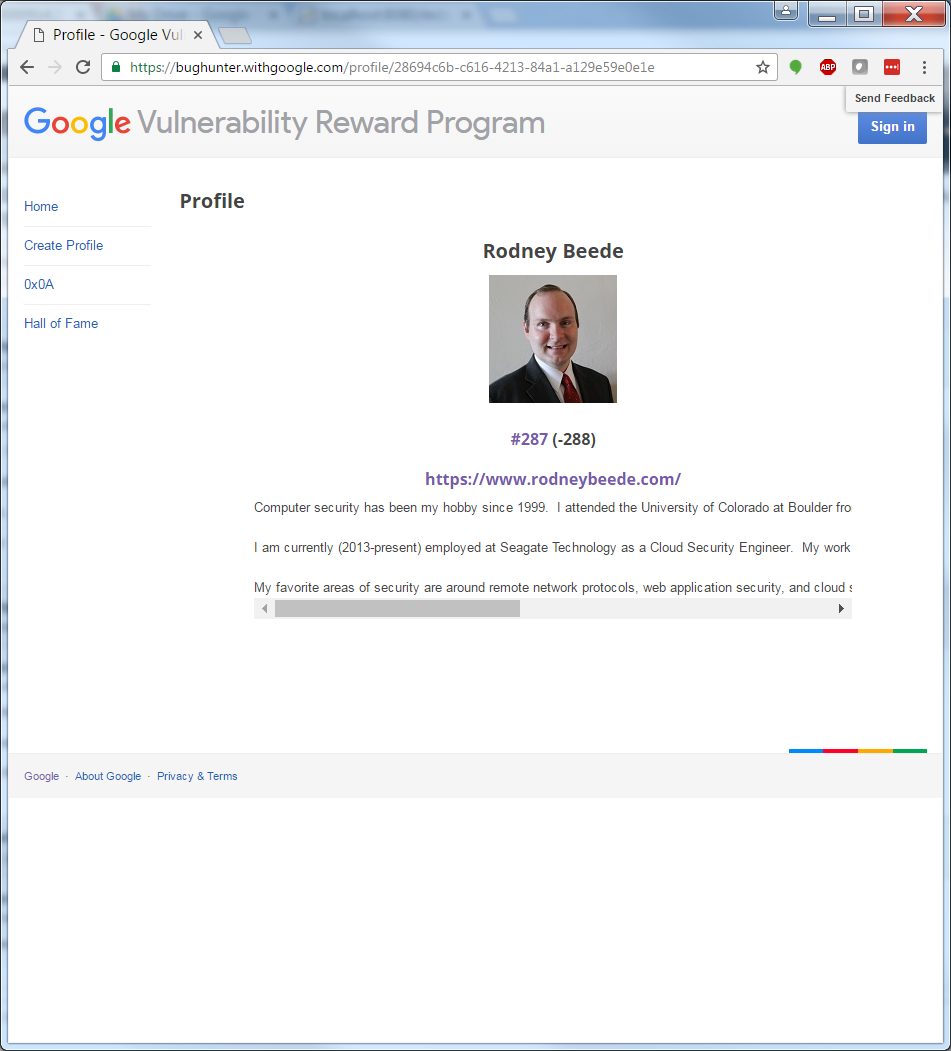 Profile - Google Vul
https://bughunter.withgoogle.com/profile/28694c6b-c616-4213-84a1-a129e59e0e1e
ABP
Send Feedback
Google Vulnerability Reward Program
Sign in
Home
Create Profile
0x0A
Hall of Fame
Profile
Rodney Beede
#287 (-288)
https://www.rodneybeede.com/
Computer security has been my hobby since 1999.  I attended the University of Colorado at Boulder fro
I am currently (2013-present) employed at Seagate Technology as a Cloud Security Engineer.  My work
My favorite areas of security are around remote network protocols, web application security, and cloud s
Google · About Google · Privacy & Terms